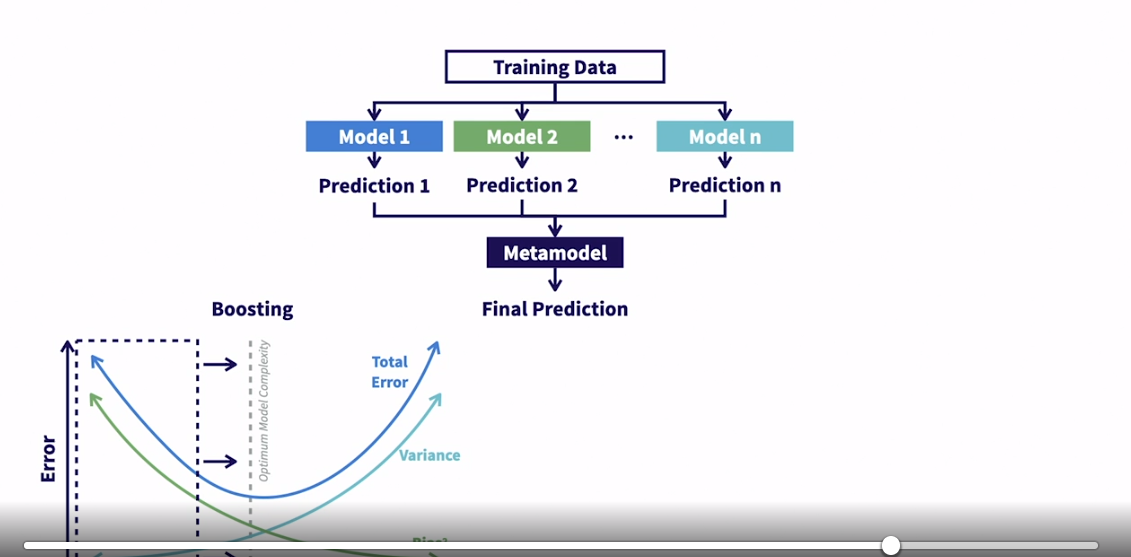 Training Data
Model 1
Model 2
...
Model n
Prediction 1
Prediction 2
Prediction n
Metamodel
Final Prediction
Boosting
Total
Error
Optimum Model Complexity
Variance
Error